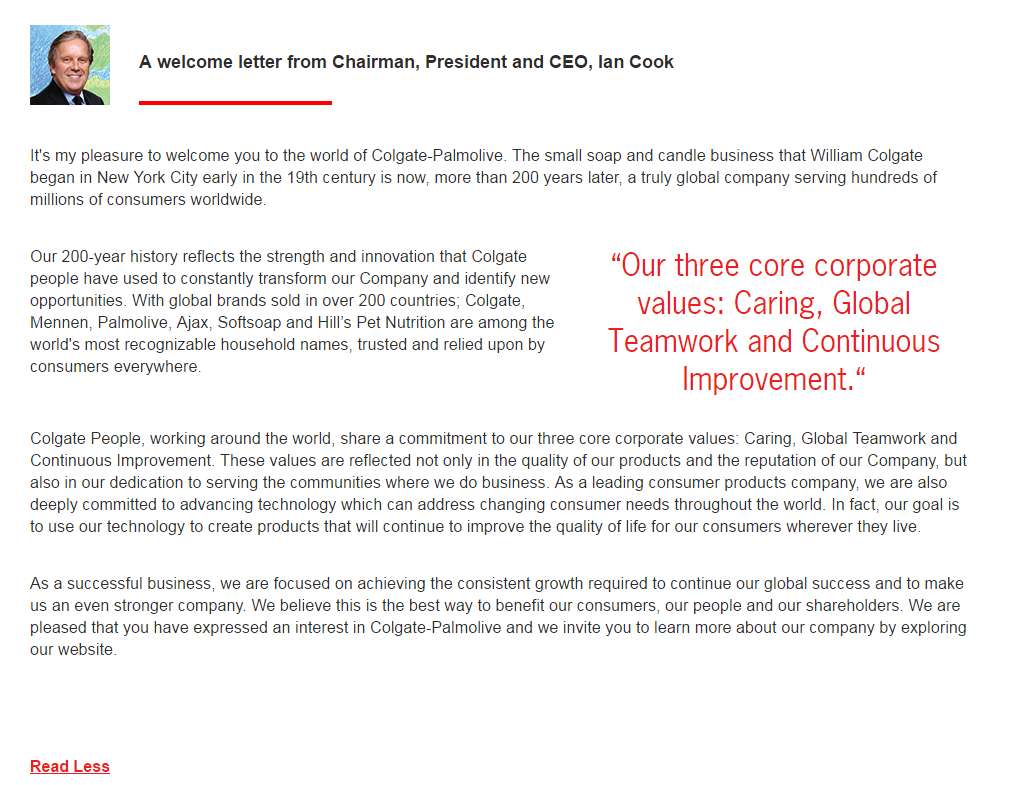 A welcome letter from Chairman, President and CEO, Ian Cook
It's my pleasure to welcome you to the world of Colgate-Palmolive. The small soap and candle business that William Colgate
began in New York City early in the 19th century is now, more than 200 years later, a truly global company serving hundreds of
millions of consumers worldwide.
Our 200-year history reflects the strength and innovation that Colgate
people have used to constantly transform our Company and identify new
opportunities. With global brands sold in over 200 countries; Colgate,
Mennen, Palmolive, Ajax, Softsoap and Hill’s Pet Nutrition are among the
world's most recognizable household names, trusted and relied upon by
consumers everywhere.
“Our three core corporate
values: Caring, Global
Teamwork and Continuous
Improvement.“
Colgate People, working around the world, share a commitment to our three core corporate values: Caring, Global Teamwork and
Continuous Improvement. These values are reflected not only in the quality of our products and the reputation of our Company, but
also in our dedication to serving the communities where we do business. As a leading consumer products company, we are also
deeply committed to advancing technology which can address changing consumer needs throughout the world. In fact, our goal is
to use our technology to create products that will continue to improve the quality of life for our consumers wherever they live.
As a successful business, we are focused on achieving the consistent growth required to continue our global success and to make
us an even stronger company. We believe this is the best way to benefit our consumers, our people and our shareholders. We are
pleased that you have expressed an interest in Colgate-Palmolive and we invite you to learn more about our company by exploring
our website.
Read Less